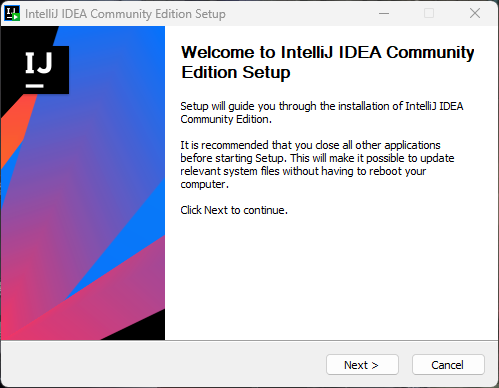 IntelliJ IDEA Community Edition Setup
IJ
Welcome to IntelliJ IDEA Community
Edition Setup
Setup will guide you through the installation of IntelliJ IDEA
Community Edition.
It is recommended that you close all other applications
before starting Setup. This will make it possible to update
relevant system files without having to reboot your
computer.
Click Next to continue.
Next >
Cancel